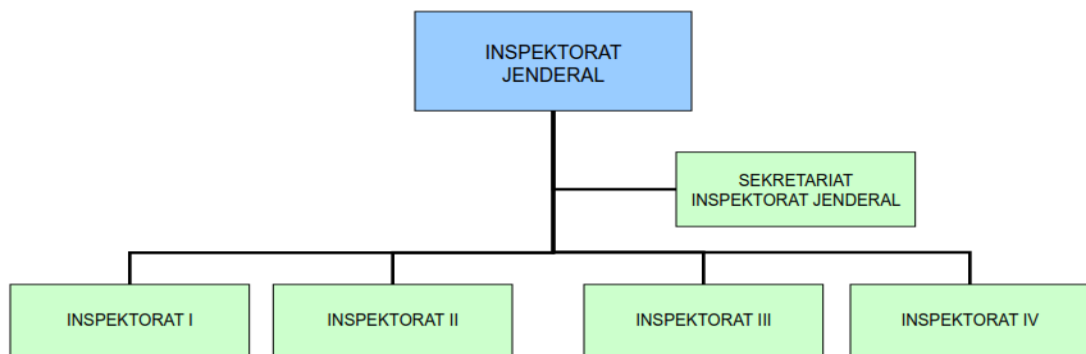 INSPEKTORAT
JENDERAL
SEKRETARIAT
INSPEKTORAT JENDERAL
INSPEKTORAT I
INSPEKTORAT II
INSPEKTORAT III
INSPEKTORAT IV